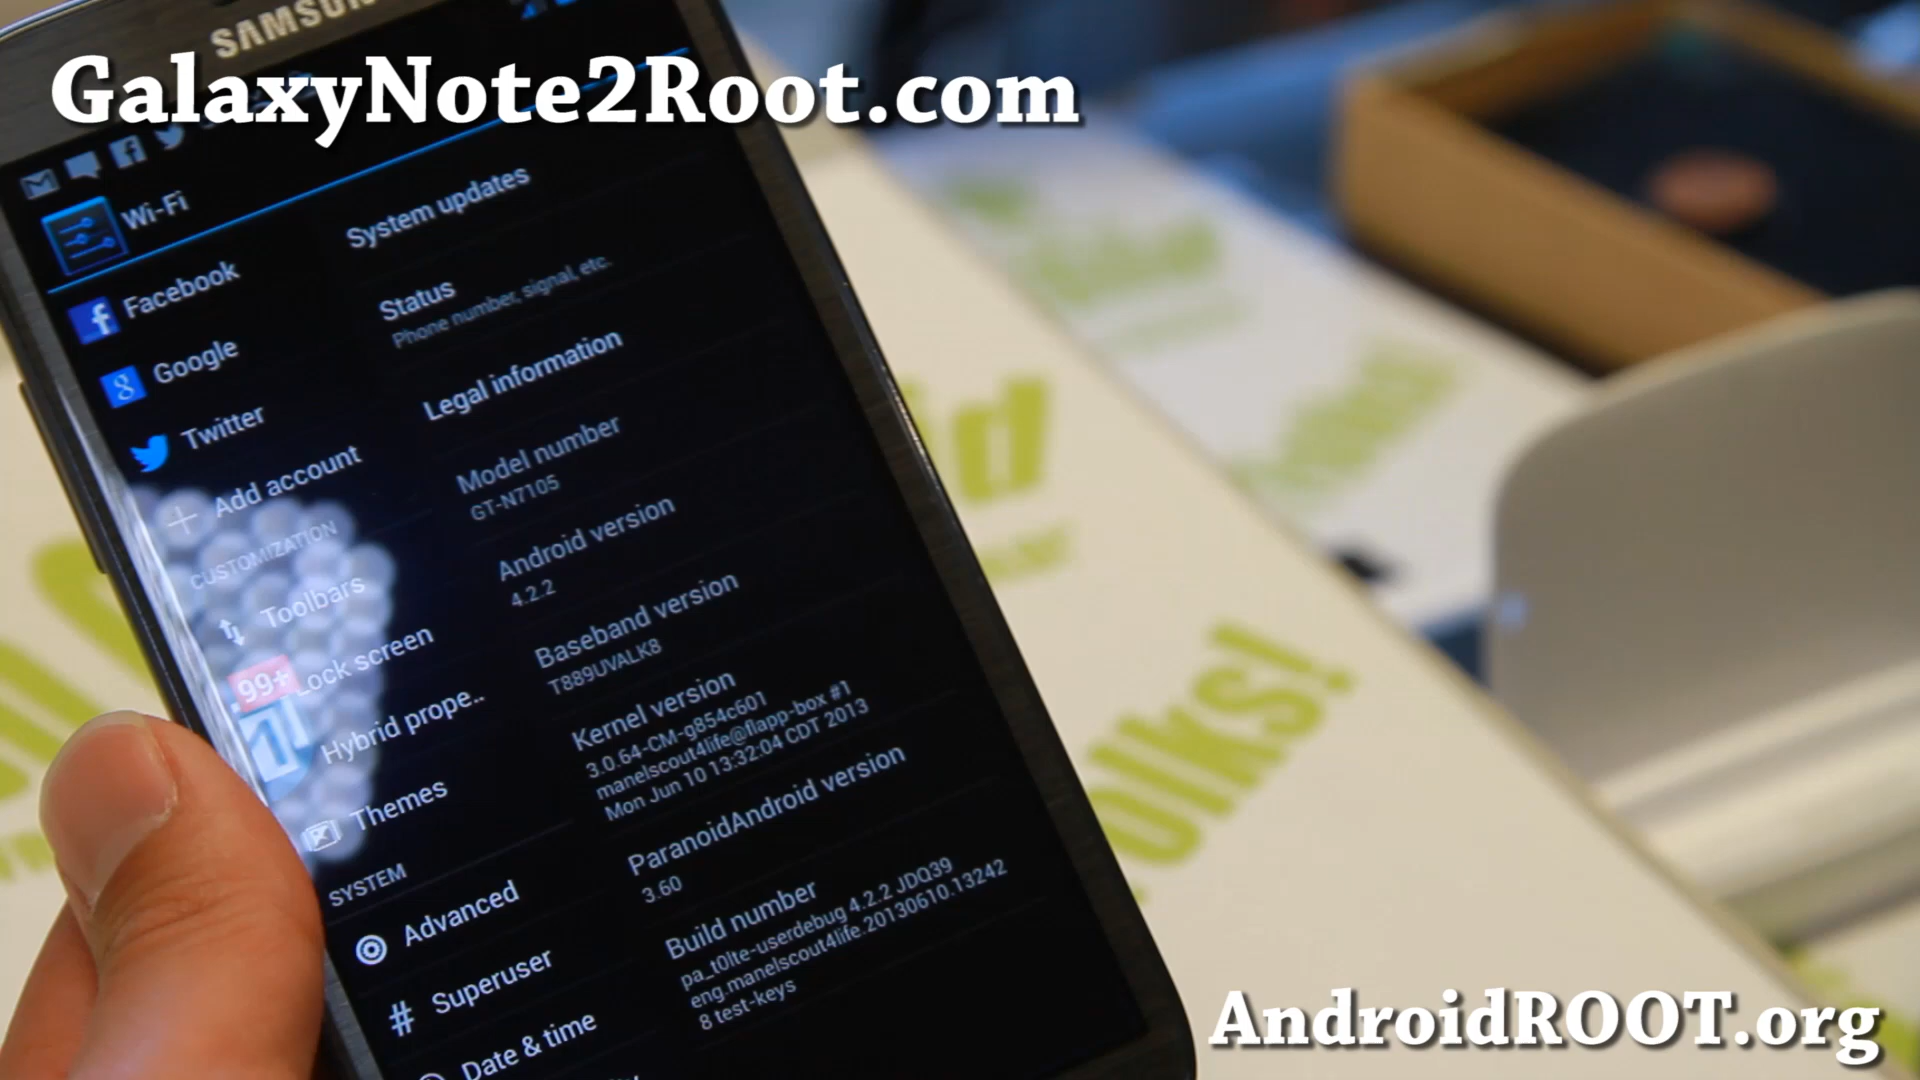 SAMSUNG
GalaxyNote2Root.com
Wi-Fi
Facebook
Google
Twitter
Add account
CUSTOMIZATION
Toolbars
Lock screen
99+
Hybrid prope..
Themes
SYSTEM
Advanced
Superuser
Date & time
System updates
Status
Phone number, signal, etc.
Legal information
Model number
GT-N7105
Android version
4.2.2
Baseband version
T889UVALK8
Kernel version
3.0.64-CM-g854c601
manelscout4life@flapp-box #1
Mon Jun 10 13:32:04 CDT 2013
ParanoidAndroid version
3.60
Build number
pa_t0lte-userdebug 4.2.2 JDQ39
eng.manelscout4life.20130610.13242
8 test-keys
olks!
AndroidROOT.org